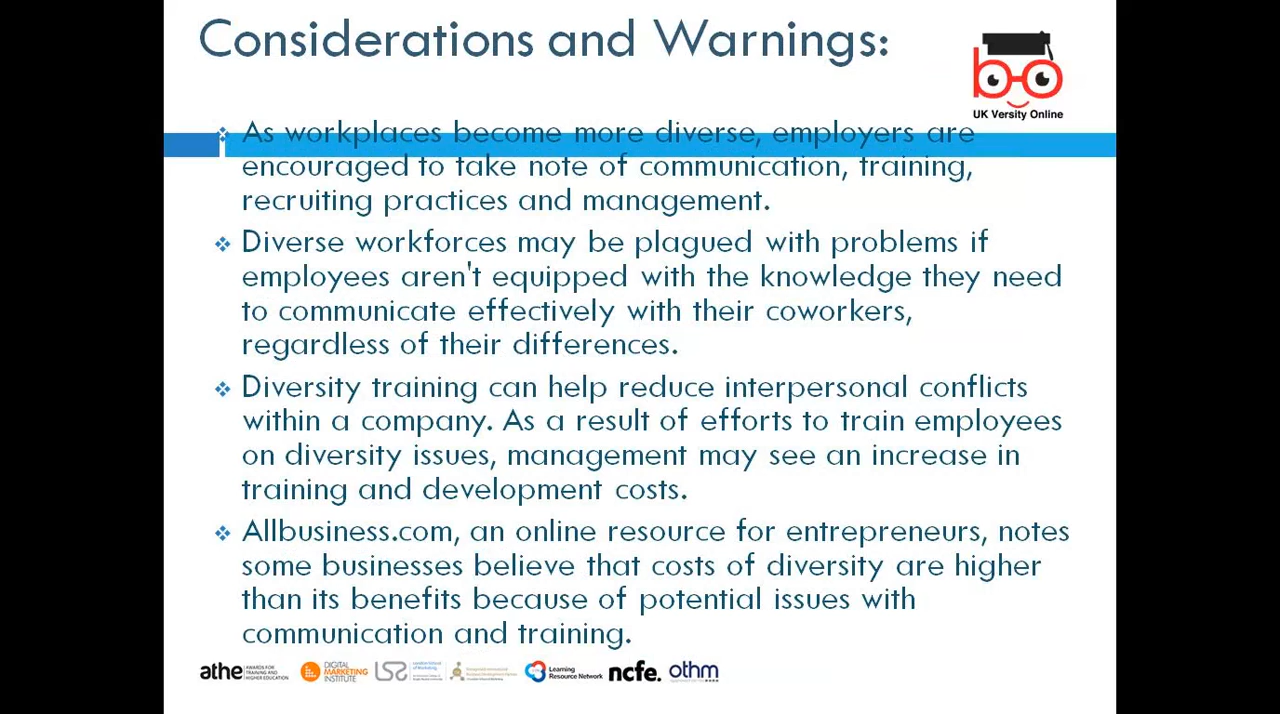 Considerations and Warnings:
UK Versity Online
As workplaces become more diverse, employers are
encouraged to take note of communication, training,
recruiting practices and management.
Diverse workforces may be plagued with problems if
employees aren't equipped with the knowledge they need
to communicate effectively with their coworkers,
regardless of their differences.
Diversity training can help reduce interpersonal conflicts
within a company. As a result of efforts to train employees
on diversity issues, management may see an increase in
training and development costs.
Allbusiness.com, an online resource for entrepreneurs, notes
some businesses believe that costs of diversity are higher
than its benefits because of potential issues with
communication and training.
athe AWARDS FOR TRAINING AND HIGHER EDUCATION
DIGITAL MARKETING INSTITUTE
Learning Resource Network
ncfe.
othm